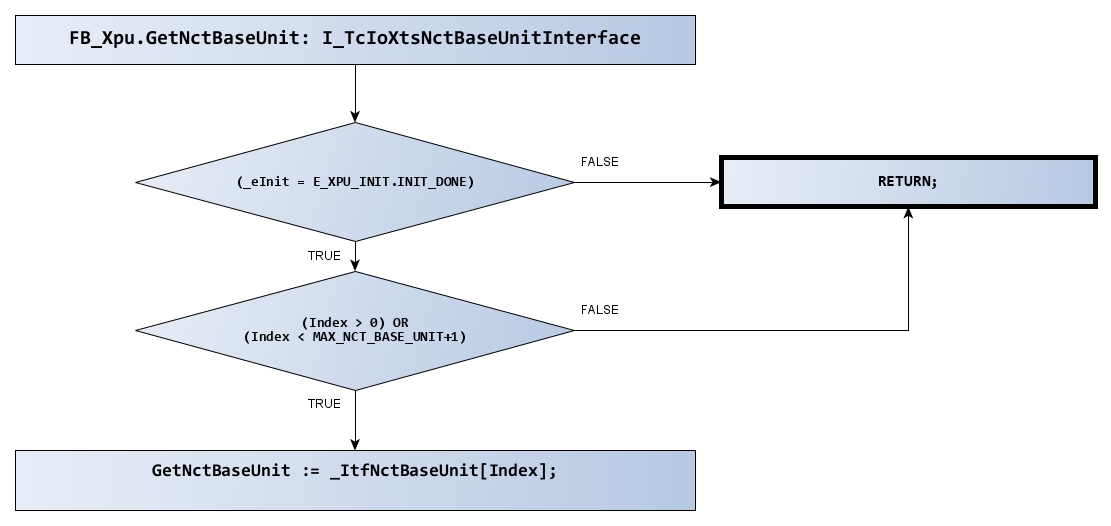 FB_Xpu.GetNctBaseUnit: I_TcIoXtsNctBaseUnitInterface
(_eInit = E_XPU_INIT.INIT_DONE)
FALSE
RETURN;
TRUE
(Index > 0) OR
(Index < MAX_NCT_BASE_UNIT+1)
FALSE
TRUE
GetNctBaseUnit := _ItfNctBaseUnit[Index];